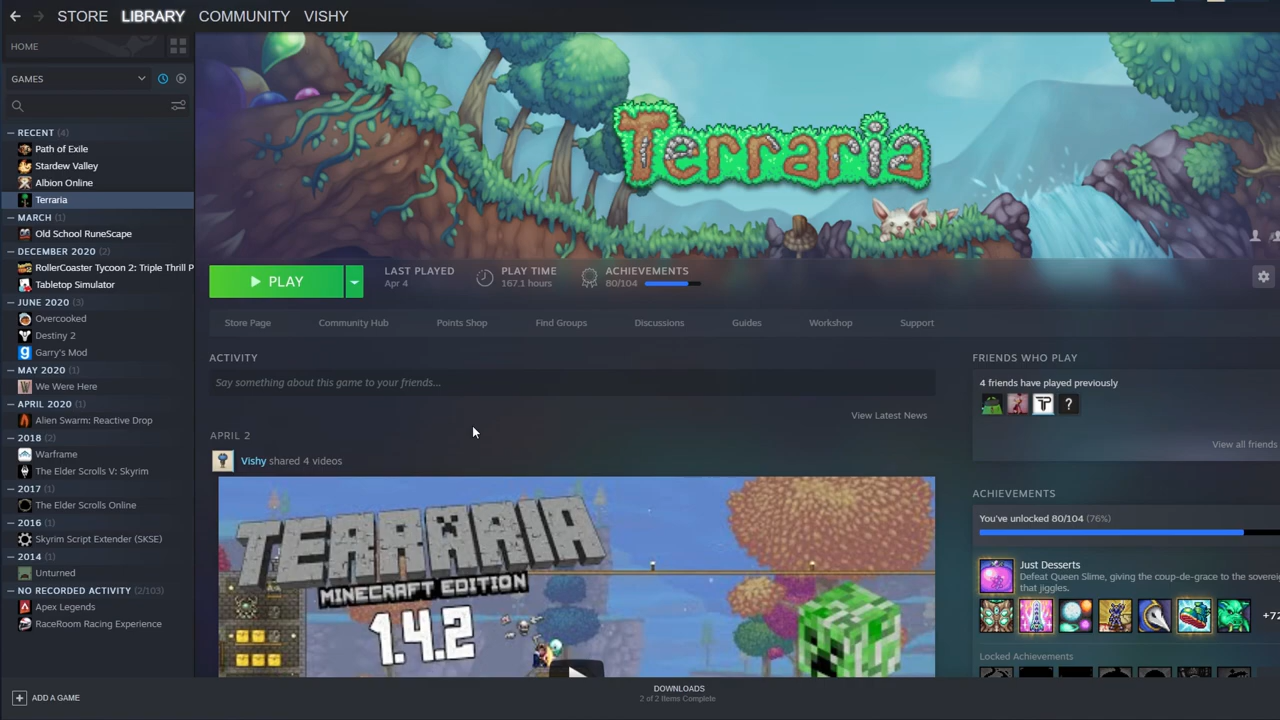 STORE LIBRARY COMMUNITY VISHY
HOME
GAMES
— RECENT (4)
Path of Exile
Stardew Valley
Albion Online
Terraria
— MARCH (1)
Old School RuneScape
— DECEMBER 2020 (2)
RollerCoaster Tycoon 2: Triple Thrill P
Tabletop Simulator
— JUNE 2020 (3)
Overcooked
Destiny 2
Garry's Mod
— MAY 2020 (1)
We Were Here
— APRIL 2020 (1)
Alien Swarm: Reactive Drop
— 2018 (2)
Warframe
The Elder Scrolls V: Skyrim
— 2017 (1)
The Elder Scrolls Online
— 2016 (1)
Skyrim Script Extender (SKSE)
— 2014 (1)
Unturned
— NO RECORDED ACTIVITY (2/103)
Apex Legends
RaceRoom Racing Experience
+ ADD A GAME
Terraria
PLAY
LAST PLAYED
Apr 4
PLAY TIME
167.1 hours
ACHIEVEMENTS
80/104
Store Page Community Hub Points Shop Find Groups Discussions Guides Workshop Support
ACTIVITY
Say something about this game to your friends...
View Latest News
APRIL 2
Vishy shared 4 videos
TERRARIA
MINECRAFT EDITION
1.4.2
FRIENDS WHO PLAY
4 friends have played previously
?
View all friends
ACHIEVEMENTS
You've unlocked 80/104 (76%)
Just Desserts
Defeat Queen Slime, giving the coup-de-grace to the sovereig
that jiggles.
+72
Locked Achievements
DOWNLOADS
2 of 2 Items Complete